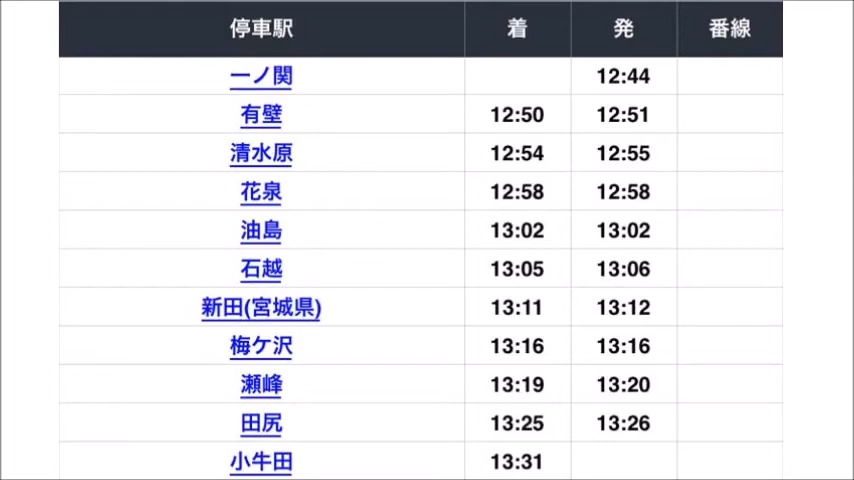 停車駅 着 発 番線
一ノ関 12:44
有壁 12:50 12:51
清水原 12:54 12:55
花泉 12:58 12:58
油島 13:02 13:02
石越 13:05 13:06
新田(宮城県) 13:11 13:12
梅ケ沢 13:16 13:16
瀬峰 13:19 13:20
田尻 13:25 13:26
小牛田 13:31